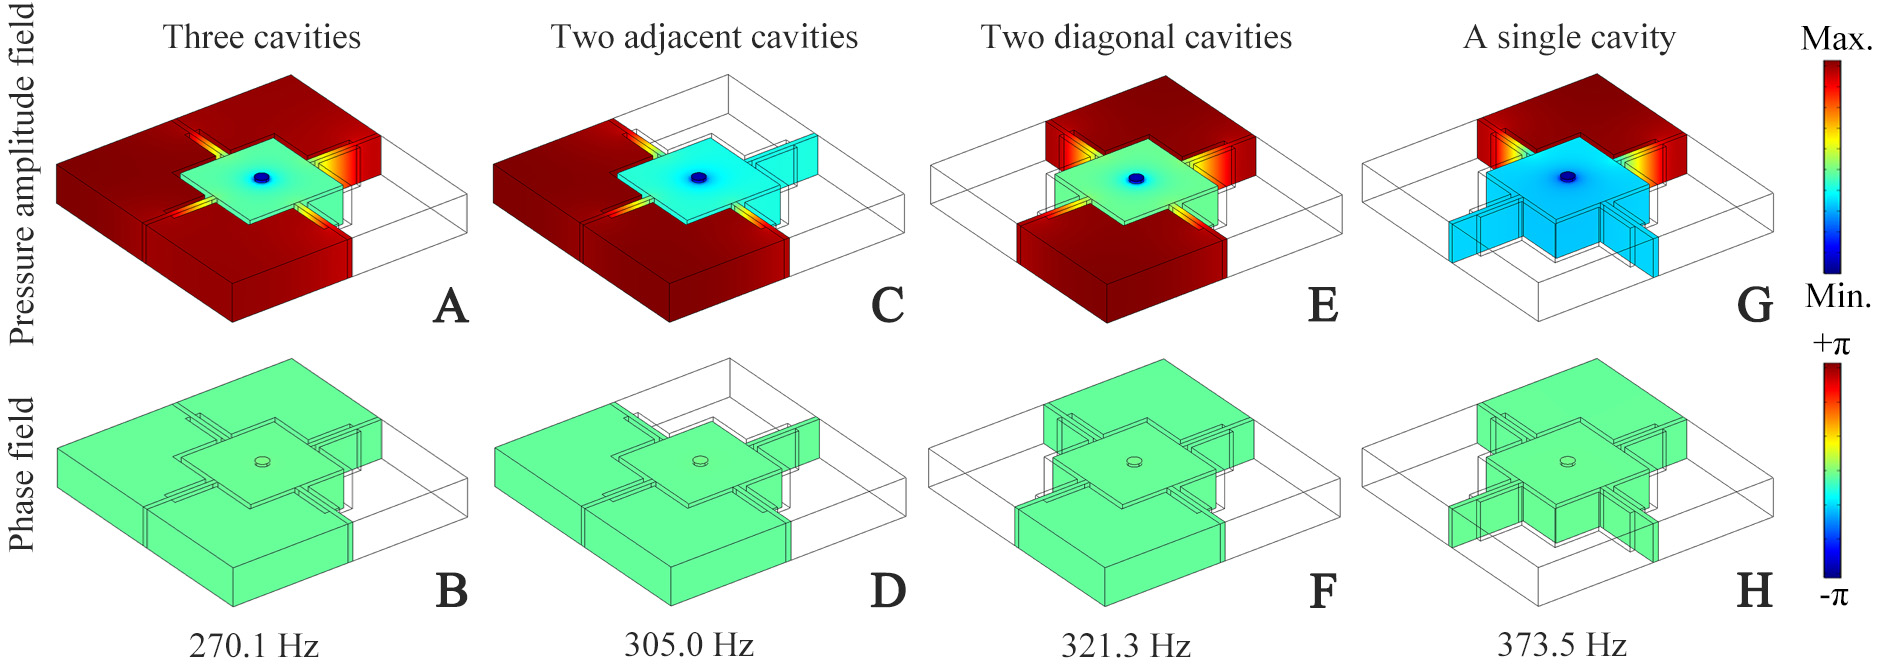 Pressure amplitude field
Three cavities
Two adjacent cavities
Two diagonal cavities
A single cavity
Max.
A
C
E
G
Min.
+π
Phase field
B
D
F
H
-π
270.1 Hz
305.0 Hz
321.3 Hz
373.5 Hz